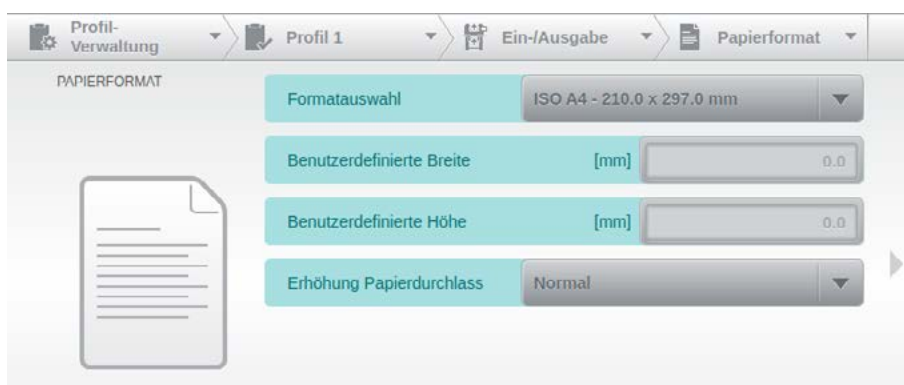 Profil-
Verwaltung
Profil 1
Ein-/Ausgabe
Papierformat
PAPIERFORMAT
Formatauswahl
ISO A4 - 210.0 x 297.0 mm
Benutzerdefinierte Breite [mm] 0.0
Benutzerdefinierte Höhe [mm] 0.0
Erhöhung Papierdurchlass
Normal